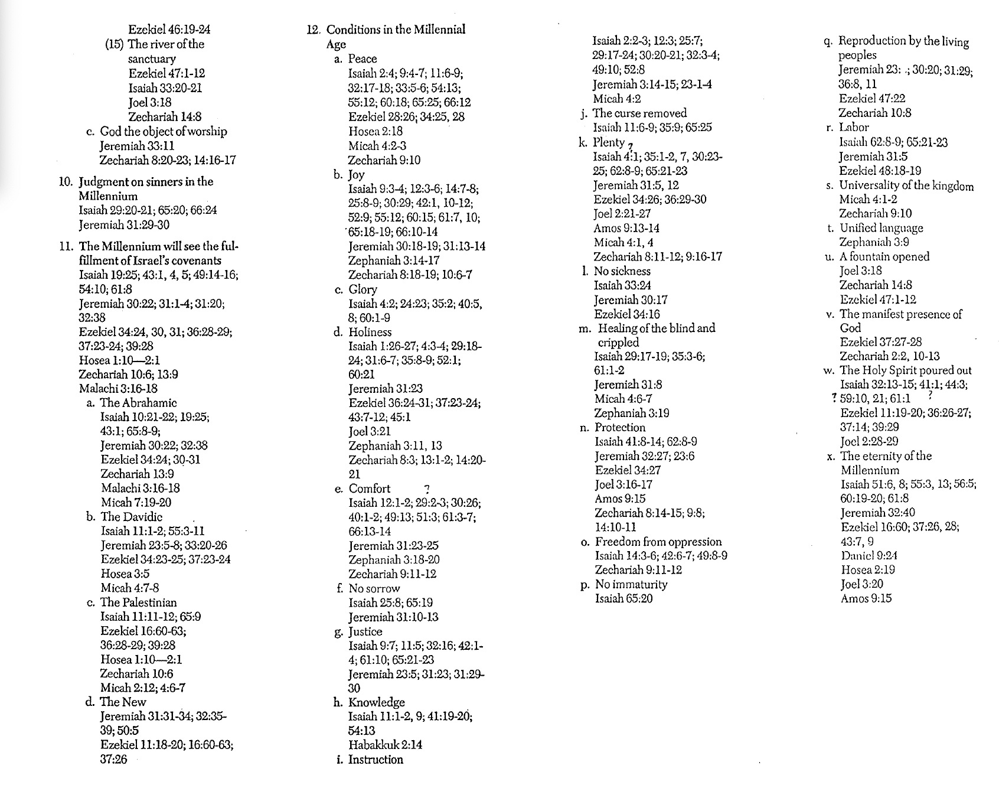 Ezekiel 46:19-24
(15) The river of the
sanctuary
Ezekiel 47:1-12
Isaiah 33:20-21
Joel 3:18
Zechariah 14:8
c. God the object of worship
Jeremiah 33:11
Zechariah 8:20-23; 14:16-17
10. Judgment on sinners in the
Millennium
Isaiah 29:20-21; 65:20; 66:24
Jeremiah 31:29-30
11. The Millennium will see the ful-
fillment of Israel's covenants
Isaiah 19:25; 43:1, 4, 5; 49:14-16;
54:10; 61:8
Jeremiah 30:22; 31:1-4; 31:20;
32:38
Ezekiel 34:24, 30, 31; 36:28-29;
37:23-24; 39:28
Hosea 1:10—2:1
Zechariah 10:6; 13:9
Malachi 3:16-18
a. The Abrahamic
Isaiah 10:21-22; 19:25;
43:1; 65:8-9;
Jeremiah 30:22; 32:38
Ezekiel 34:24; 30-31
Zechariah 13:9
Malachi 3:16-18
Micah 7:19-20
b. The Davidic
Isaiah 11:1-2; 55:3-11
Jeremiah 23:5-8; 33:20-26
Ezekiel 34:23-25; 37:23-24
Hosea 3:5
Micah 4:7-8
c. The Palestinian
Isaiah 11:11-12; 65:9
Ezekiel 16:60-63;
36:28-29; 39:28
Hosea 1:10—2:1
Zechariah 10:6
Micah 2:12; 4:6-7
d. The New
Jeremiah 31:31-34; 32:35-
39; 50:5
Ezekiel 11:18-20; 16:60-63;
37:26
12. Conditions in the Millennial
Age
a. Peace
Isaiah 2:4; 9:4-7; 11:6-9;
32:17-18; 33:5-6; 54:13;
55:12; 60:18; 65:25; 66:12
Ezekiel 28:26; 34:25, 28
Hosea 2:18
Micah 4:2-3
Zechariah 9:10
b. Joy
Isaiah 9:3-4; 12:3-6; 14:7-8;
25:8-9; 30:29; 42:1, 10-12;
52:9; 55:12; 60:15; 61:7, 10;
65:18-19; 66:10-14
Jeremiah 30:18-19; 31:13-14
Zephaniah 3:14-17
Zechariah 8:18-19; 10:6-7
c. Glory
Isaiah 4:2; 24:23; 35:2; 40:5,
8; 60:1-9
d. Holiness
Isaiah 1:26-27; 4:3-4; 29:18-
24; 31:6-7; 35:8-9; 52:1;
60:21
Jeremiah 31:23
Ezekiel 36:24-31; 37:23-24;
43:7-12; 45:1
Joel 3:21
Zephaniah 3:11, 13
Zechariah 8:3; 13:1-2; 14:20-
21
e. Comfort ?
Isaiah 12:1-2; 29:2-3; 30:26;
40:1-2; 49:13; 51:3; 61:3-7;
66:13-14
Jeremiah 31:23-25
Zephaniah 3:18-20
Zechariah 9:11-12
f. No sorrow
Isaiah 25:8; 65:19
Jeremiah 31:10-13
g. Justice
Isaiah 9:7; 11:5; 32:16; 42:1-
4; 61:10; 65:21-23
Jeremiah 23:5; 31:23; 31:29-
30
h. Knowledge
Isaiah 11:1-2, 9; 41:19-20;
54:13
Habakkuk 2:14
i. Instruction
Isaiah 2:2-3; 12:3; 25:7;
29:17-24; 30:20-21; 32:3-4;
49:10; 52:8
Jeremiah 3:14-15; 23-1-4
Micah 4:2
j. The curse removed
Isaiah 11:6-9; 35:9; 65:25
k. Plenty ?
Isaiah 4:1; 35:1-2, 7, 30:23-
25; 62:8-9; 65:21-23
Jeremiah 31:5, 12
Ezekiel 34:26; 36:29-30
Joel 2:21-27
Amos 9:13-14
Micah 4:1, 4
Zechariah 8:11-12; 9:16-17
l. No sickness
Isaiah 33:24
Jeremiah 30:17
Ezekiel 34:16
m. Healing of the blind and
crippled
Isaiah 29:17-19; 35:3-6;
61:1-2
Jeremiah 31:8
Micah 4:6-7
Zephaniah 3:19
n. Protection
Isaiah 41:8-14; 62:8-9
Jeremiah 32:27; 23:6
Ezekiel 34:27
Joel 3:16-17
Amos 9:15
Zechariah 8:14-15; 9:8;
14:10-11
o. Freedom from oppression
Isaiah 14:3-6; 42:6-7; 49:8-9
Zechariah 9:11-12
p. No immaturity
Isaiah 65:20
q. Reproduction by the living
peoples
Jeremiah 23: ; 30:20; 31:29;
36:8, 11
Ezekiel 47:22
Zechariah 10:8
r. Labor
Isaiah 62:8-9; 65:21-23
Jeremiah 31:5
Ezekiel 48:18-19
s. Universality of the kingdom
Micah 4:1-2
Zechariah 9:10
t. Unified language
Zephaniah 3:9
u. A fountain opened
Joel 3:18
Zechariah 14:8
Ezekiel 47:1-12
v. The manifest presence of
God
Ezekiel 37:27-28
Zechariah 2:2, 10-13
w. The Holy Spirit poured out
Isaiah 32:13-15; 41:1; 44:3;
? 59:10, 21; 61:1 ?
Ezekiel 11:19-20; 36:26-27;
37:14; 39:29
Joel 2:28-29
x. The eternity of the
Millennium
Isaiah 51:6, 8; 55:3, 13; 56:5;
60:19-20; 61:8
Jeremiah 32:40
Ezekiel 16:60; 37:26, 28;
43:7, 9
Daniel 9:24
Hosea 2:19
Joel 3:20
Amos 9:15